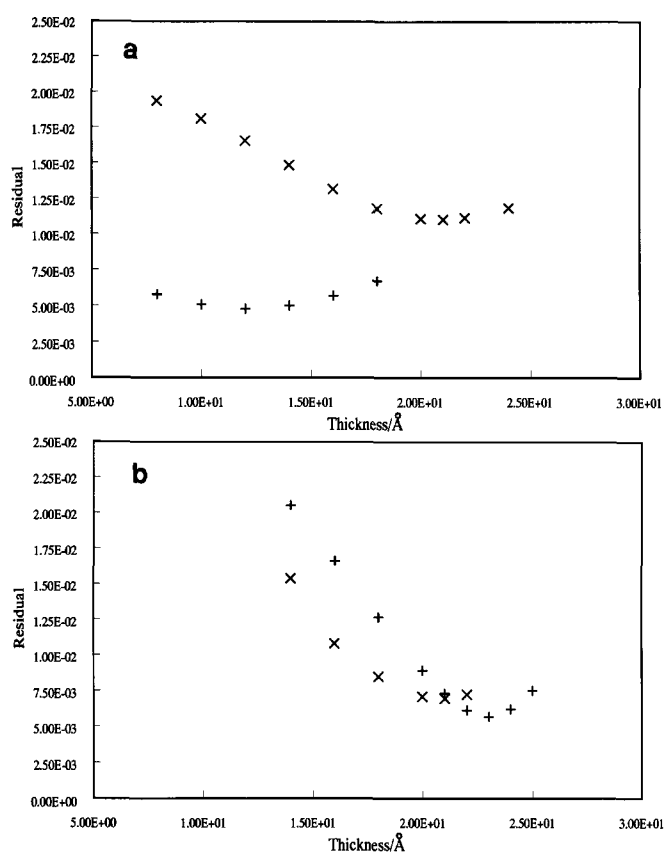 a
2.50E-02
2.25E-02
2.00E-02
1.75E-02
1.50E-02
1.25E-02
1.00E-02
7.50E-03
5.00E-03
2.50E-03
0.00E+00
Residual
5.00E+00 1.00E+01 1.50E+01 2.00E+01 2.50E+01 3.00E+01
Thickness/Å
b
2.50E-02
2.25E-02
2.00E-02
1.75E-02
1.50E-02
1.25E-02
1.00E-02
7.50E-03
5.00E-03
2.50E-03
0.00E+00
Residual
5.00E+00 1.00E+01 1.50E+01 2.00E+01 2.50E+01 3.00E+01
Thickness/Å